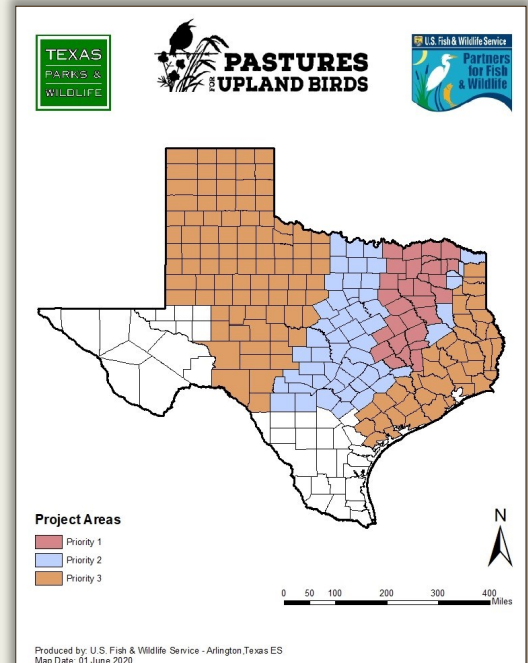 TEXAS
PARKS &
WILDLIFE
PASTURES
FOR UPLAND BIRDS
U.S. Fish & Wildlife Service
Partners
for Fish
& Wildlife
Project Areas
Priority 1
Priority 2
Priority 3
N
0 50 100 200 300 400
Miles
Produced by: U.S. Fish & Wildlife Service - Arlington,Texas ES
Map Date: 01 June 2020